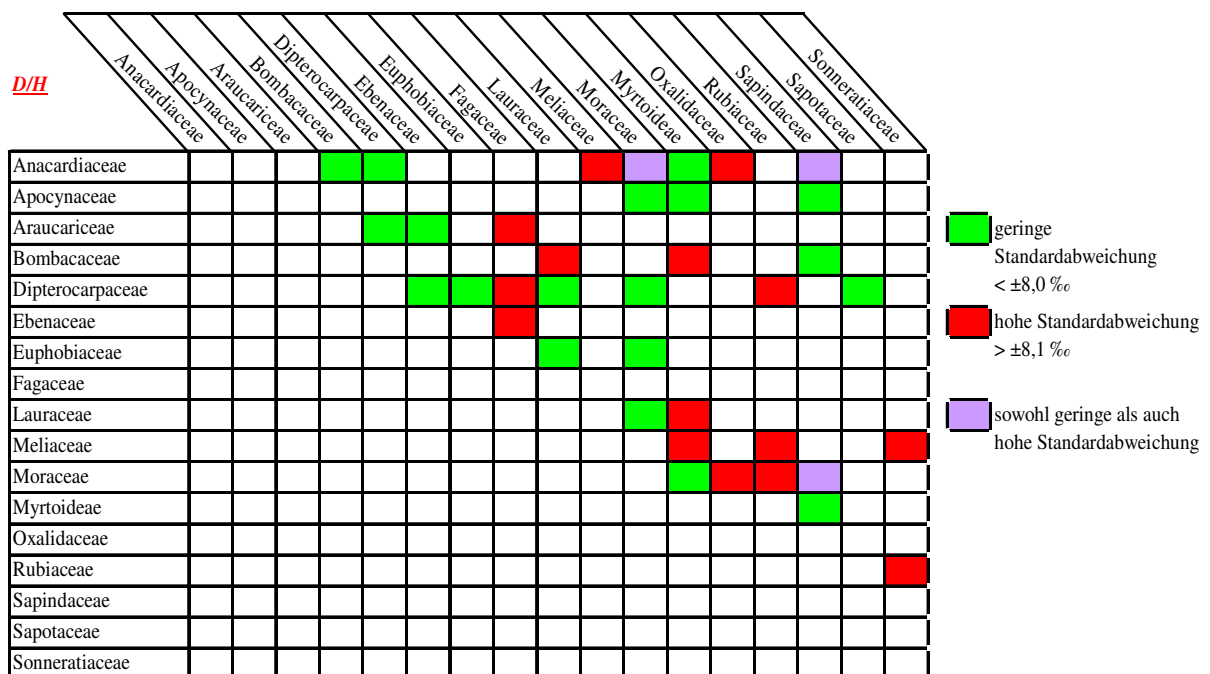 D/H
Anacardiaceae
Apocynaceae
Araucariceae
Bombacaceae
Dipterocarpaceae
Ebenaceae
Euphobiaceae
Fagaceae
Lauraceae
Meliaceae
Moraceae
Myrtoideae
Oxalidaceae
Rubiaceae
Sapindaceae
Sapotaceae
Sonneratiaceae
Anacardiaceae
Apocynaceae
Araucariceae
Bombacaceae
Dipterocarpaceae
Ebenaceae
Euphobiaceae
Fagaceae
Lauraceae
Meliaceae
Moraceae
Myrtoideae
Oxalidaceae
Rubiaceae
Sapindaceae
Sapotaceae
Sonneratiaceae
geringe
Standardabweichung
< ±8,0 ‰
hohe Standardabweichung
> ±8,1 ‰
sowohl geringe als auch
hohe Standardabweichung